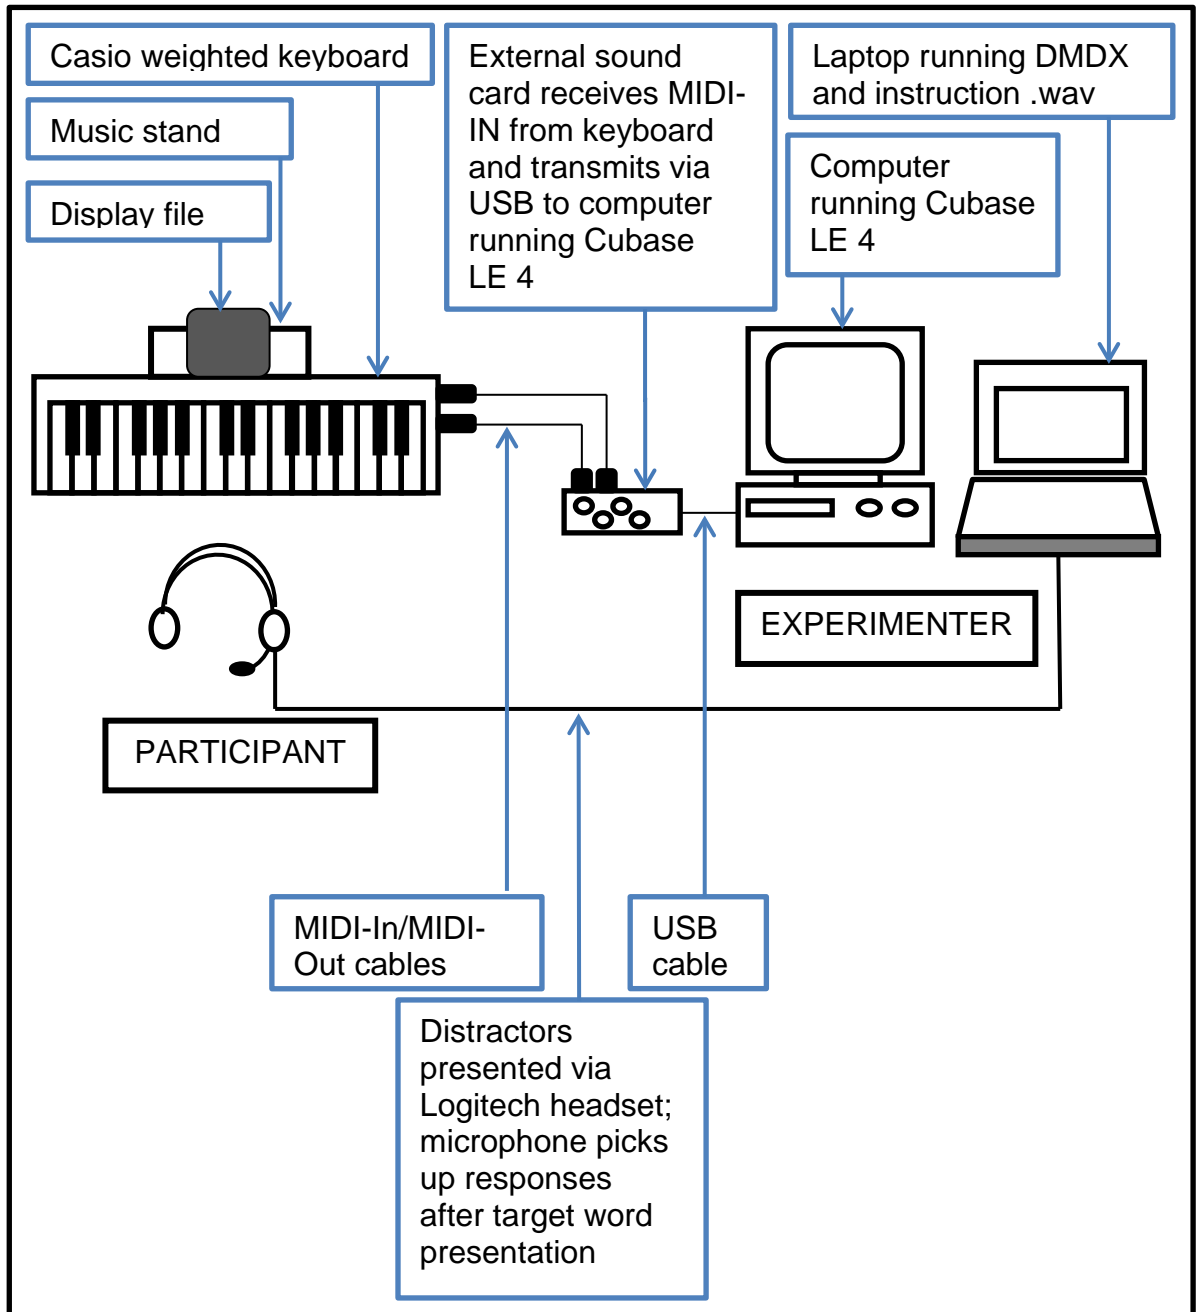 Casio weighted keyboard
Music stand
Display file
External sound
card receives MIDI-
IN from keyboard
and transmits via
USB to computer
running Cubase
LE 4
Laptop running DMDX
and instruction .wav
Computer
running Cubase
LE 4
EXPERIMENTER
PARTICIPANT
MIDI-In/MIDI-
Out cables
USB
cable
Distractors
presented via
Logitech headset;
microphone picks
up responses
after target word
presentation